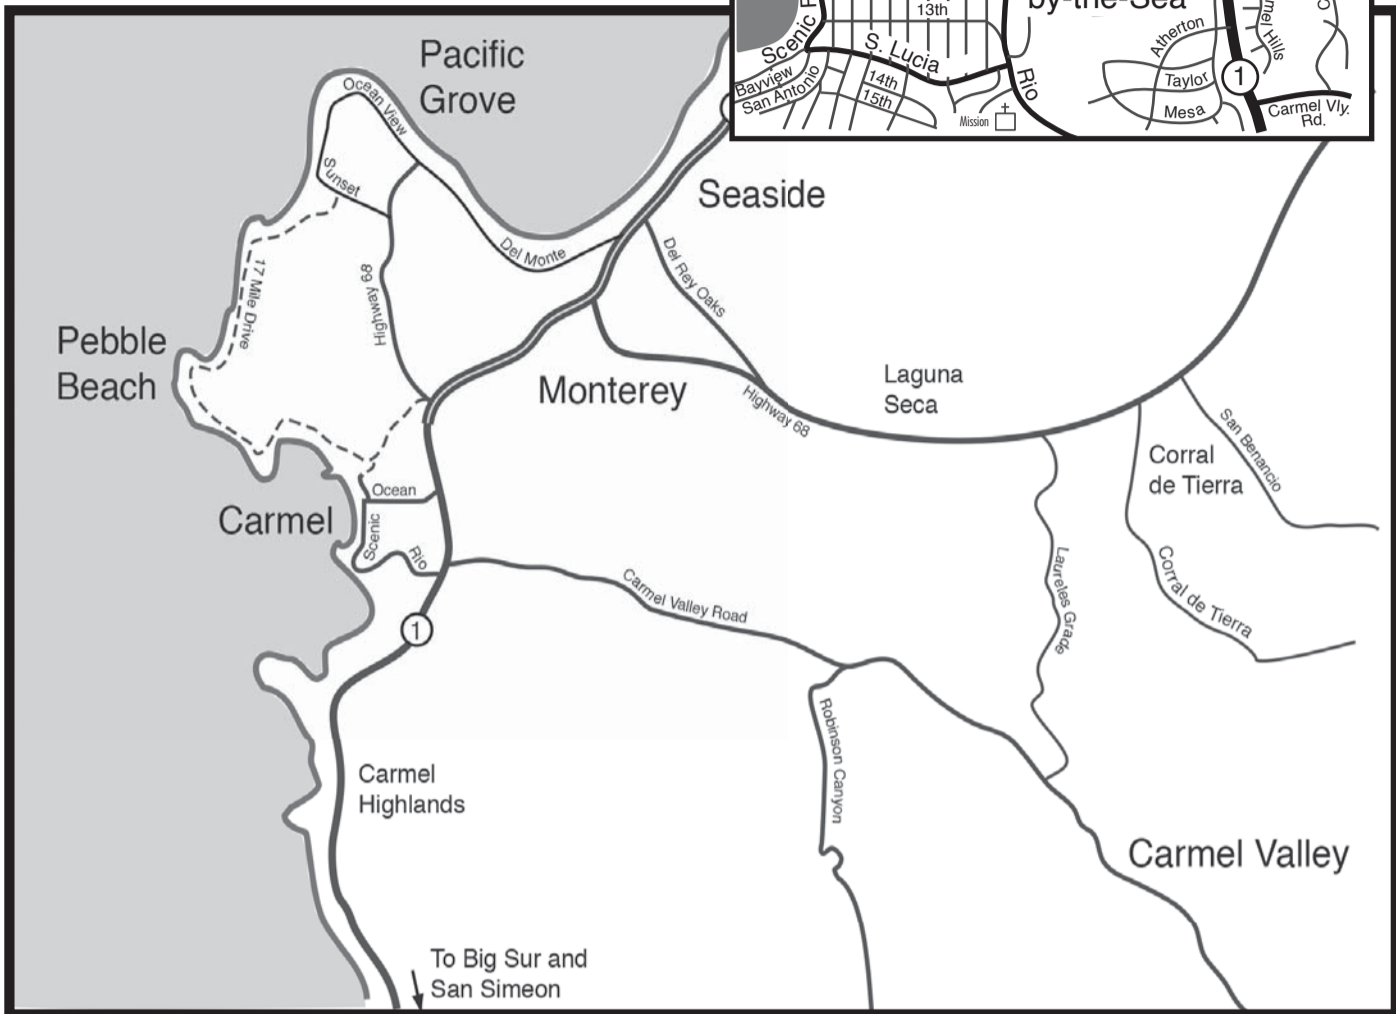 13th
by-the-Sea
Scenic
S. Lucia
Bayview
San Antonio
14th
15th
Mission
Rio
Atherton
Taylor
Mesa
1
Carmel Vly.
Rd.
Hills
Pacific
Grove
Ocean View
Sunset
Seaside
Del Monte
Del Rey Oaks
17 Mile Drive
Highway 68
Pebble
Beach
Monterey
Highway 68
Laguna
Seca
San Benancio
Corral
de Tierra
Ocean
Carmel
Scenic
Rio
Carmel Valley Road
Laureles Grade
Corral de Tierra
1
Robinson Canyon
Carmel
Highlands
Carmel Valley
To Big Sur and
San Simeon